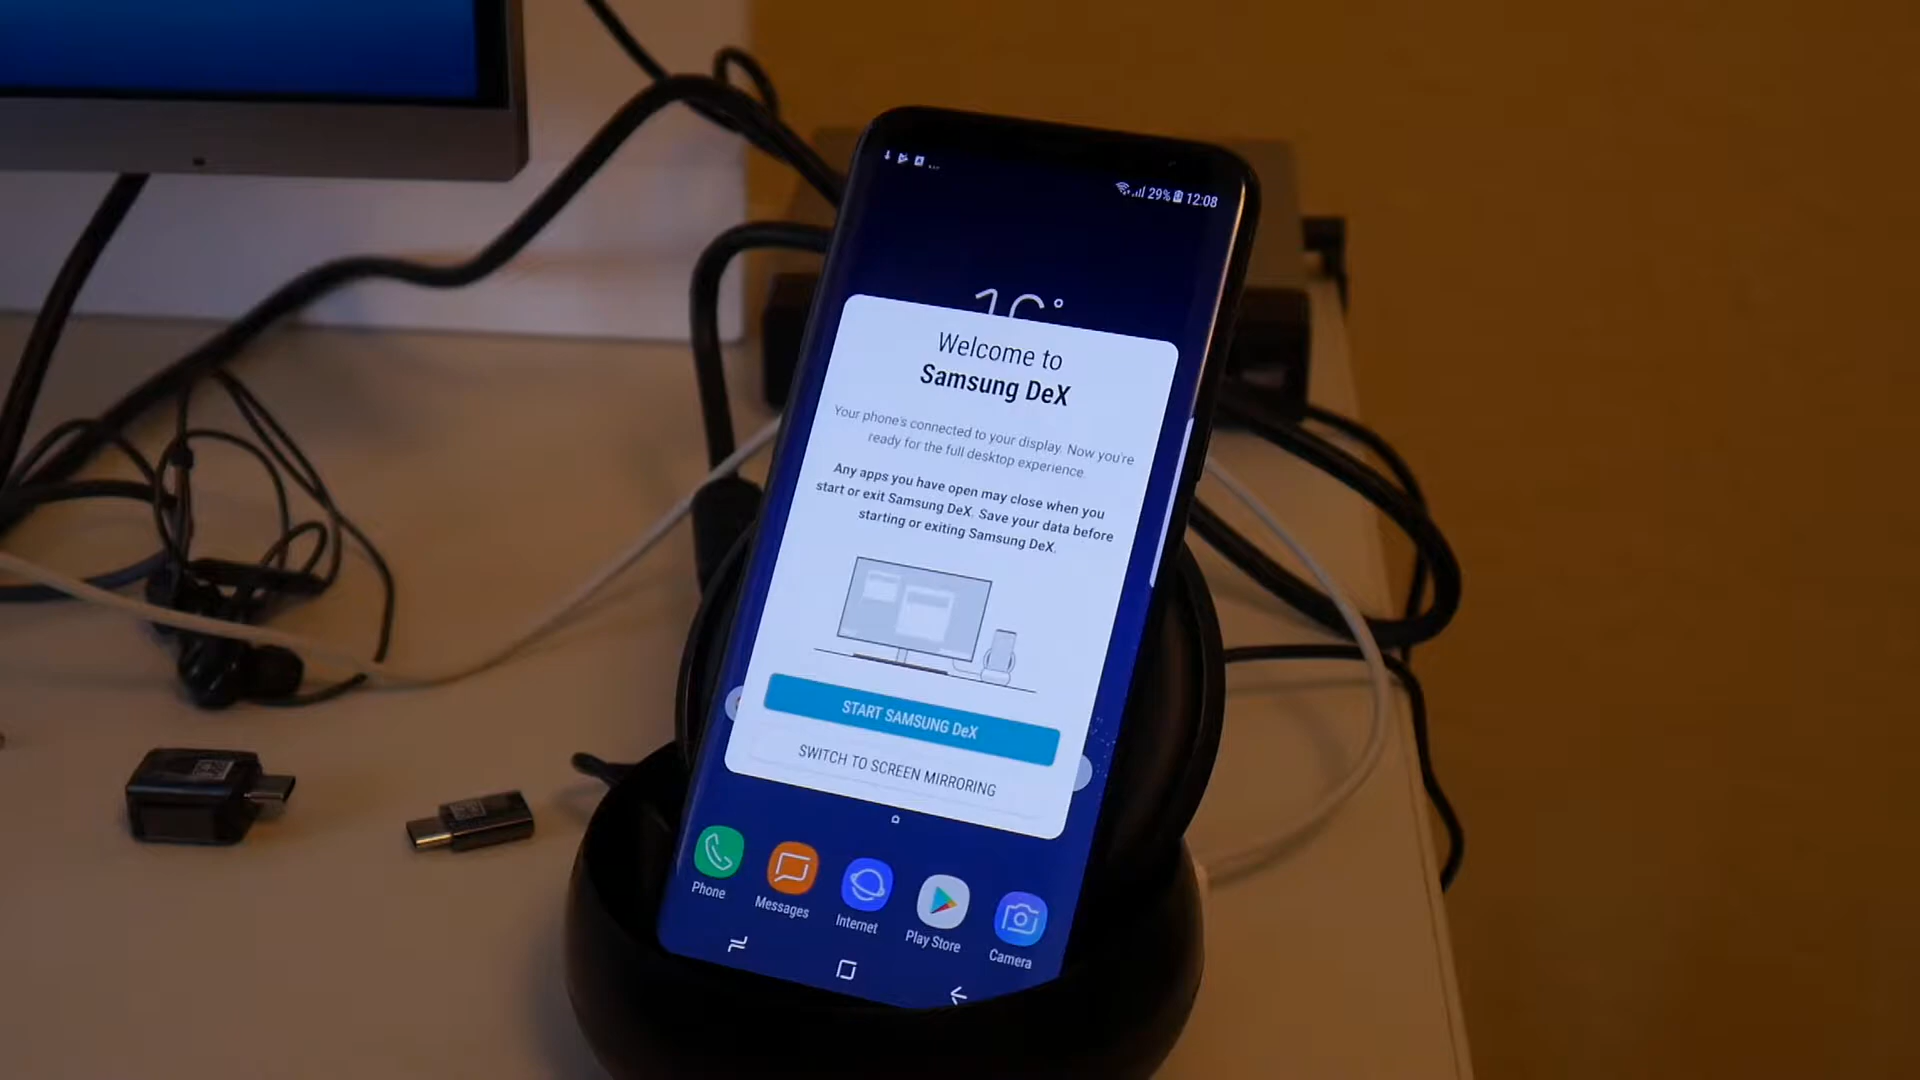 29% 12:08
Welcome to
Samsung DeX
Your phone's connected to your display. Now you're
ready for the full desktop experience.
Any apps you have open may close when you
start or exit Samsung DeX. Save your data before
starting or exiting Samsung DeX.
START SAMSUNG DeX
SWITCH TO SCREEN MIRRORING
Phone
Messages
Internet
Play Store
Camera